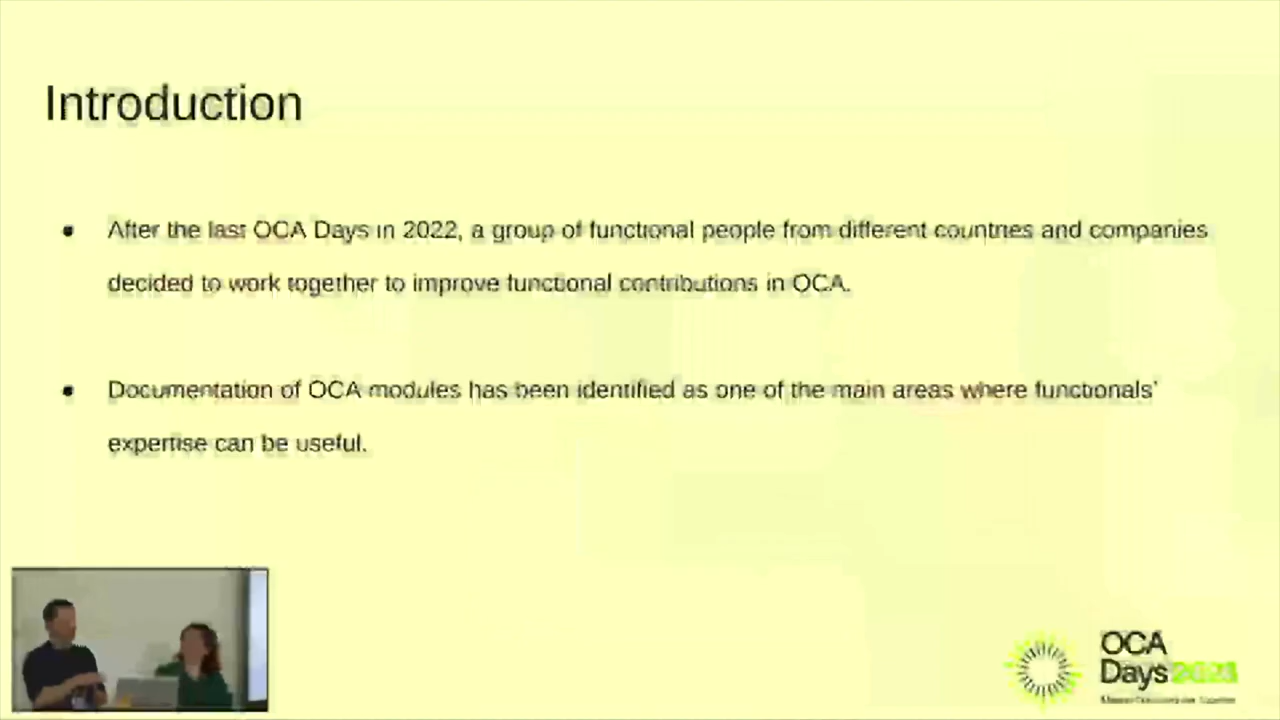 Introduction
● After the last OCA Days in 2022, a group of functional people from different countries and companies
decided to work together to improve functional contributions in OCA.
● Documentation of OCA modules has been identified as one of the main areas where functionals'
expertise can be useful.
OCA
Days 2023